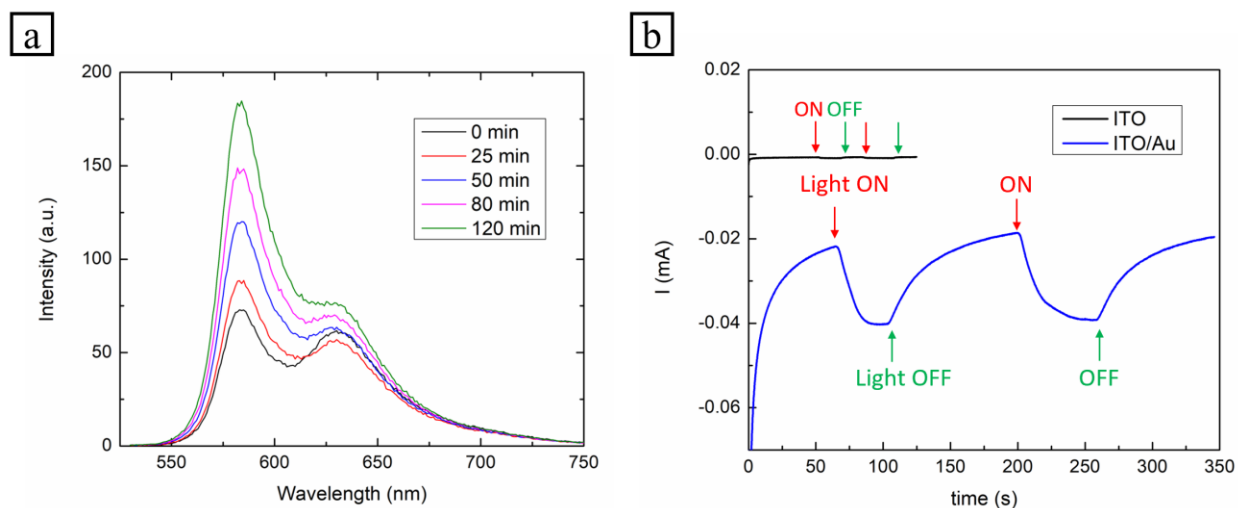 a
200
150
100
50
0
Intensity (a.u.)
550
600
650
700
750
Wavelength (nm)
0 min
25 min
50 min
80 min
120 min
b
0.02
0.00
-0.02
-0.04
-0.06
I (mA)
0
50
100
150
200
250
300
350
time (s)
ITO
ITO/Au
ON OFF
Light ON
ON
Light OFF
OFF